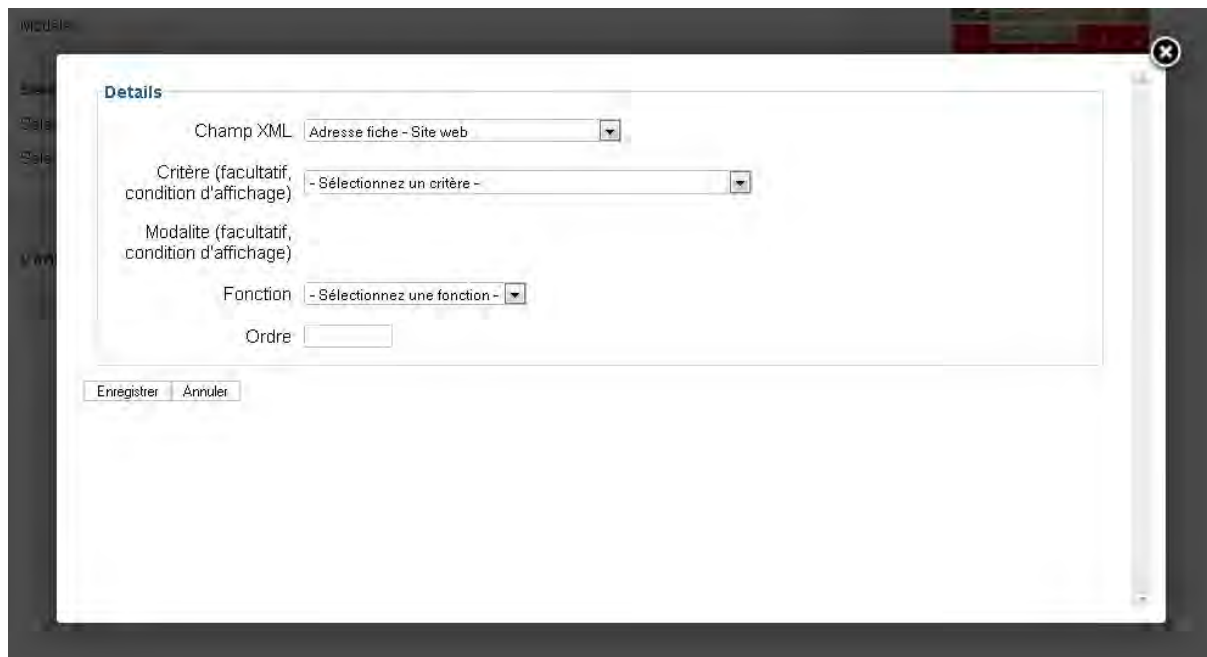 Modèle
Details
Champ XML Adresse fiche - Site web
Critère (facultatif,
condition d'affichage) - Sélectionnez un critère -
Modalite (facultatif,
condition d'affichage)
Fonction - Sélectionnez une fonction -
Ordre
Enregistrer Annuler